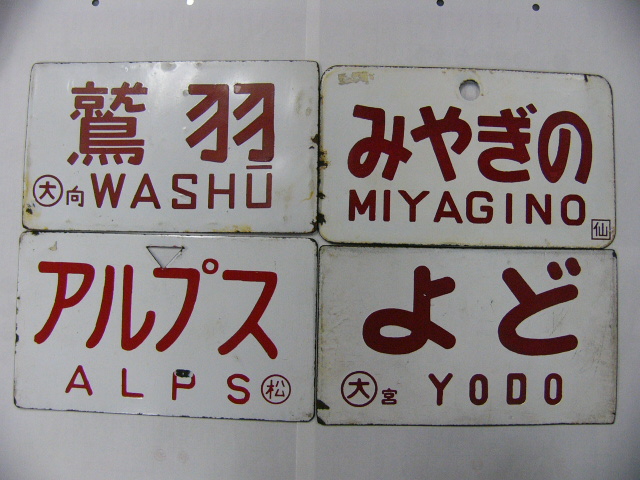 鷲羽
大向 WASHŪ
みやぎの
MIYAGINO 仙
アルプス
ALPS 松
よど
大宮 YODO